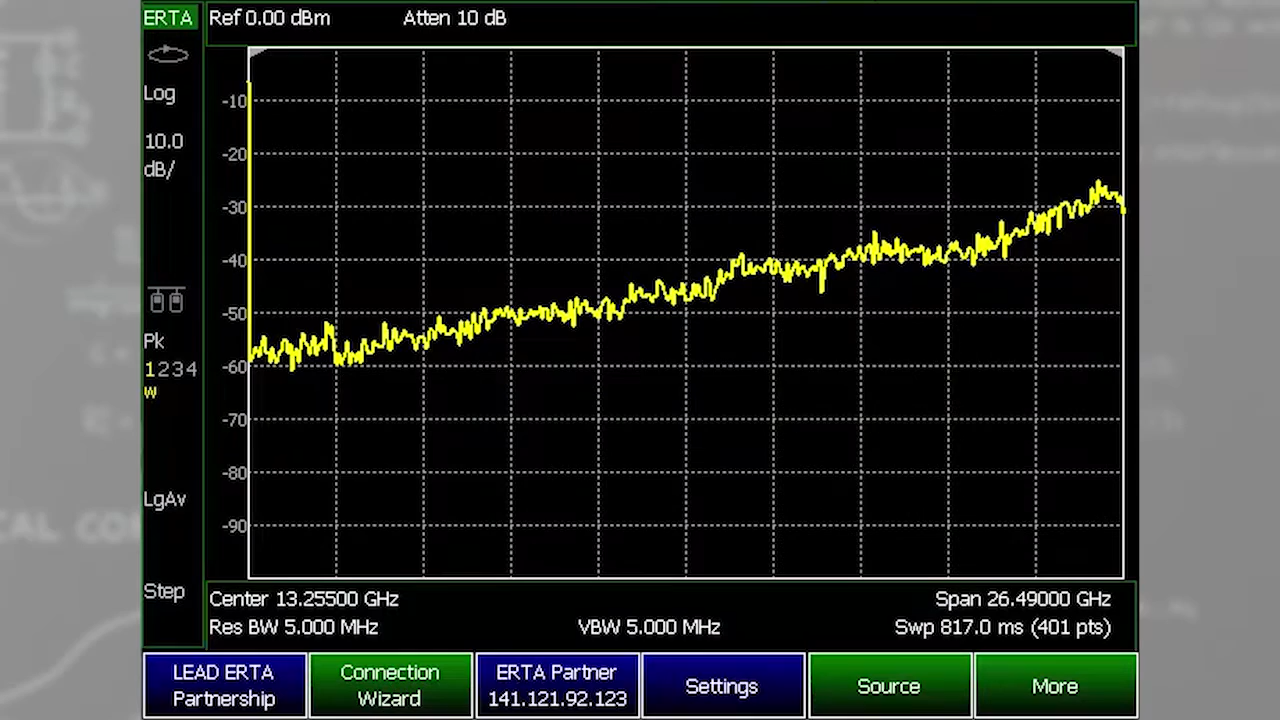 ERTA
Ref 0.00 dBm
Atten 10 dB
Log
10.0
dB/
-10
-20
-30
-40
-50
-60
-70
-80
-90
Pk
1234
W
LgAv
Step
Center 13.25500 GHz
Span 26.49000 GHz
Res BW 5.000 MHz
VBW 5.000 MHz
Swp 817.0 ms (401 pts)
LEAD ERTA
Partnership
Connection
Wizard
ERTA Partner
141.121.92.123
Settings
Source
More